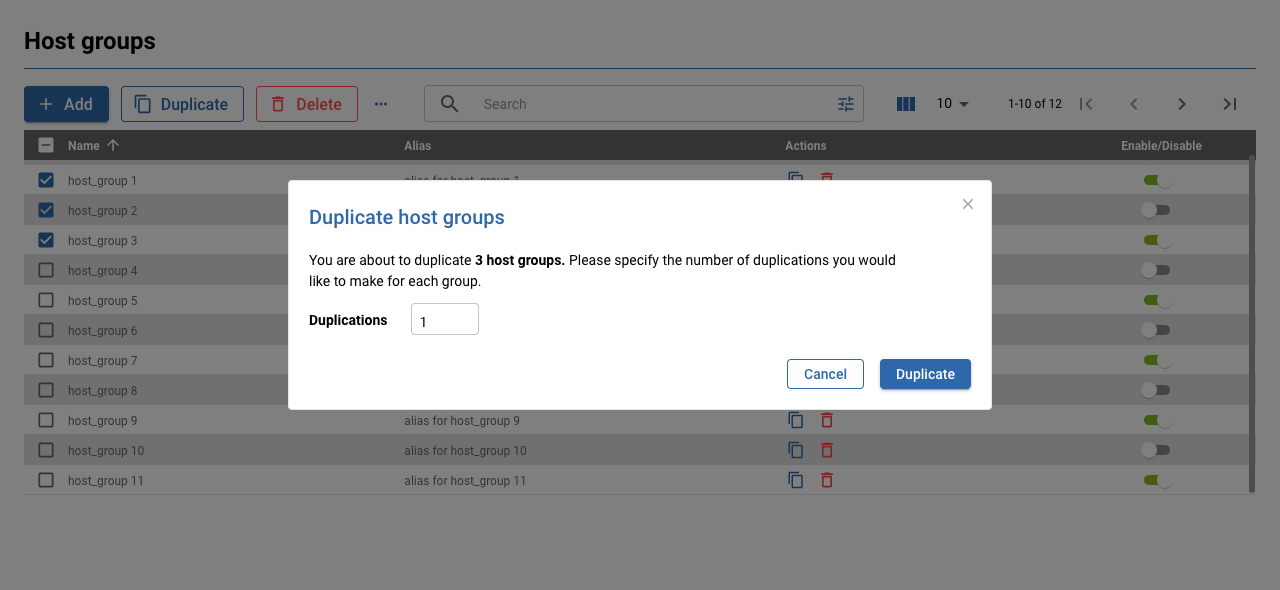 Host groups
Add Duplicate Delete ... Search 10 1-10 of 12
Name Alias Actions Enable/Disable
host_group 1 alias for host_group 1
host_group 2
host_group 3
host_group 4
host_group 5
host_group 6
host_group 7
host_group 8
host_group 9 alias for host_group 9
host_group 10 alias for host_group 10
host_group 11 alias for host_group 11
Duplicate host groups
You are about to duplicate 3 host groups. Please specify the number of duplications you would
like to make for each group.
Duplications 1
Cancel Duplicate